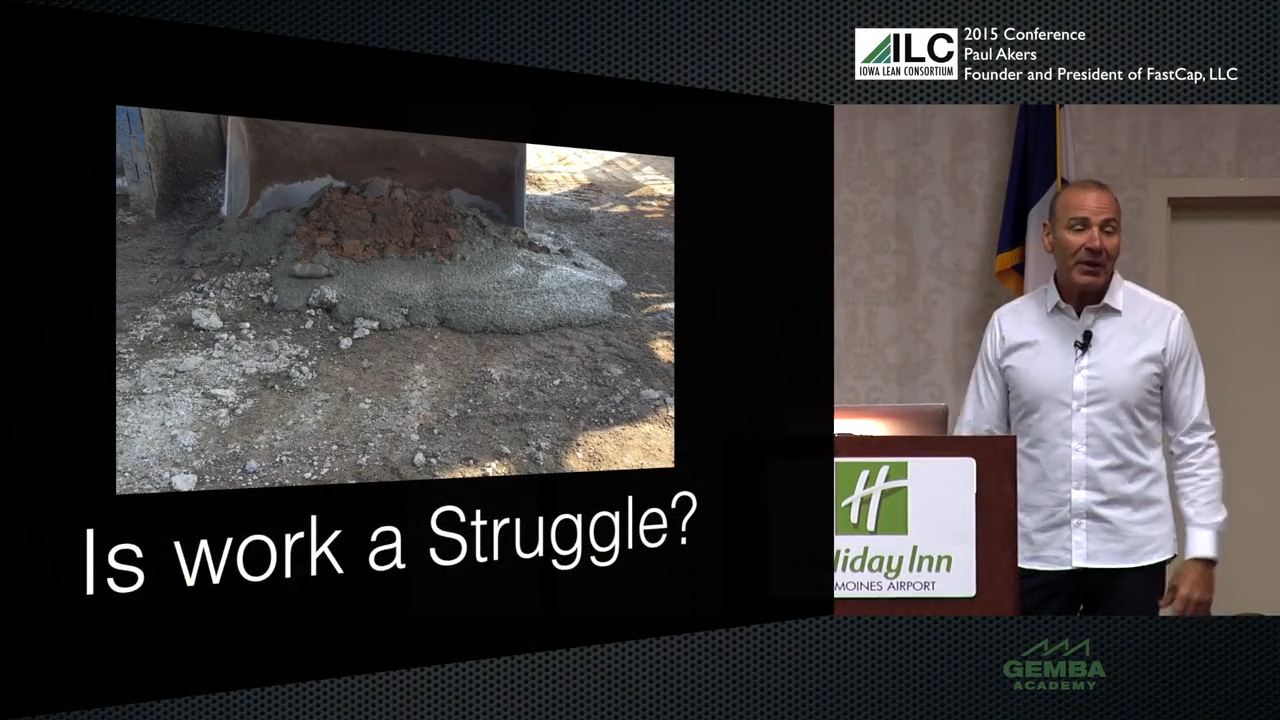 ILC
IOWA LEAN CONSORTIUM
2015 Conference
Paul Akers
Founder and President of FastCap, LLC
Is work a Struggle?
H
iday Inn
MOINES AIRPORT
GEMBA
ACADEMY